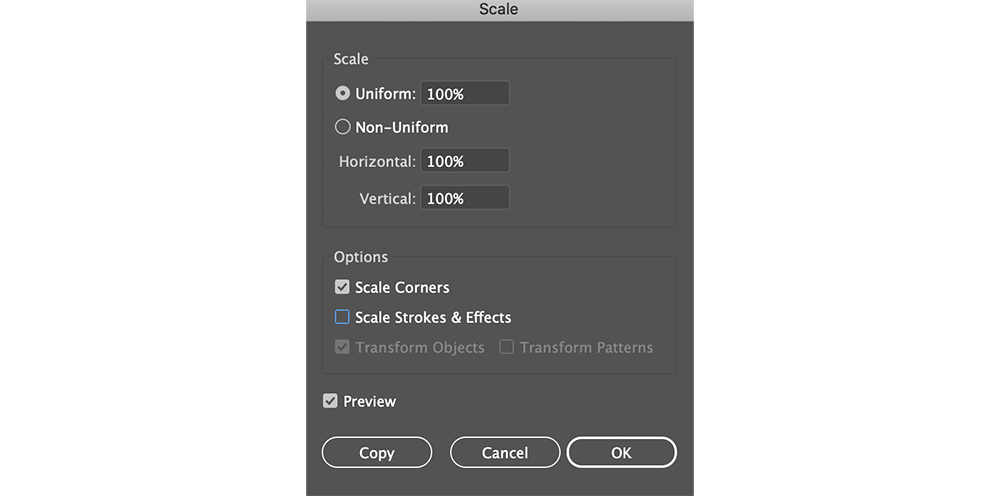 Scale
Scale
Uniform: 100%
Non-Uniform
Horizontal: 100%
Vertical: 100%
Options
Scale Corners
Scale Strokes & Effects
Transform Objects Transform Patterns
Preview
Copy Cancel OK